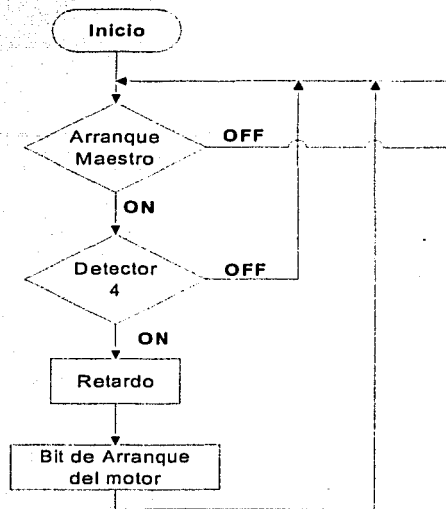 Inicio
Arranque
Maestro
OFF
ON
Detector
4
OFF
ON
Retardo
Bit de Arranque
del motor